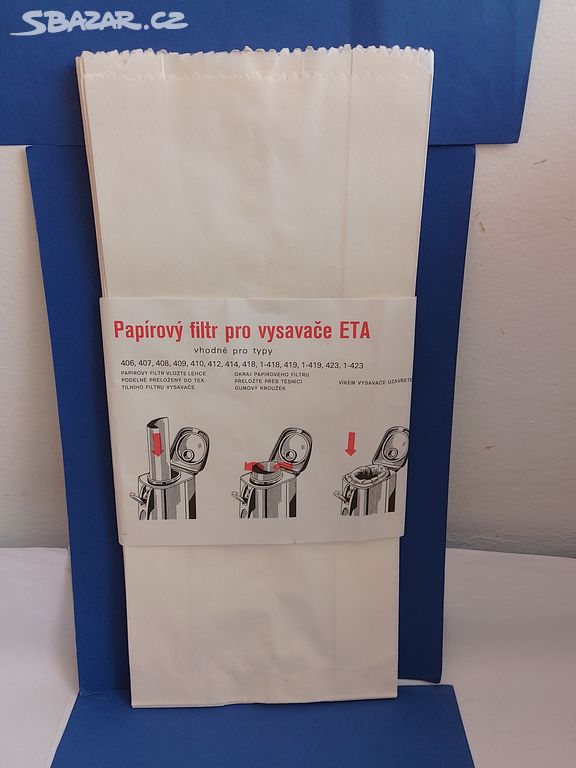 SBAZAR.CZ
Papírový filtr pro vysavače ETA
vhodné pro typy
406, 407, 408, 409, 410, 412, 414, 418, 1-418, 419, 1-419, 423, 1-423
PAPÍROVÝ FILTR VLOŽTE LEHCE
PODÉLNĚ PŘELOŽENÝ DO TEX-
TILNÍHO FILTRU VYSAVAČE
OKRAJ PAPÍROVÉHO FILTRU
PŘELOŽTE PŘES TĚSNICÍ
GUMOVÝ KROUŽEK
VÍKEM VYSAVAČE UZAVŘETE